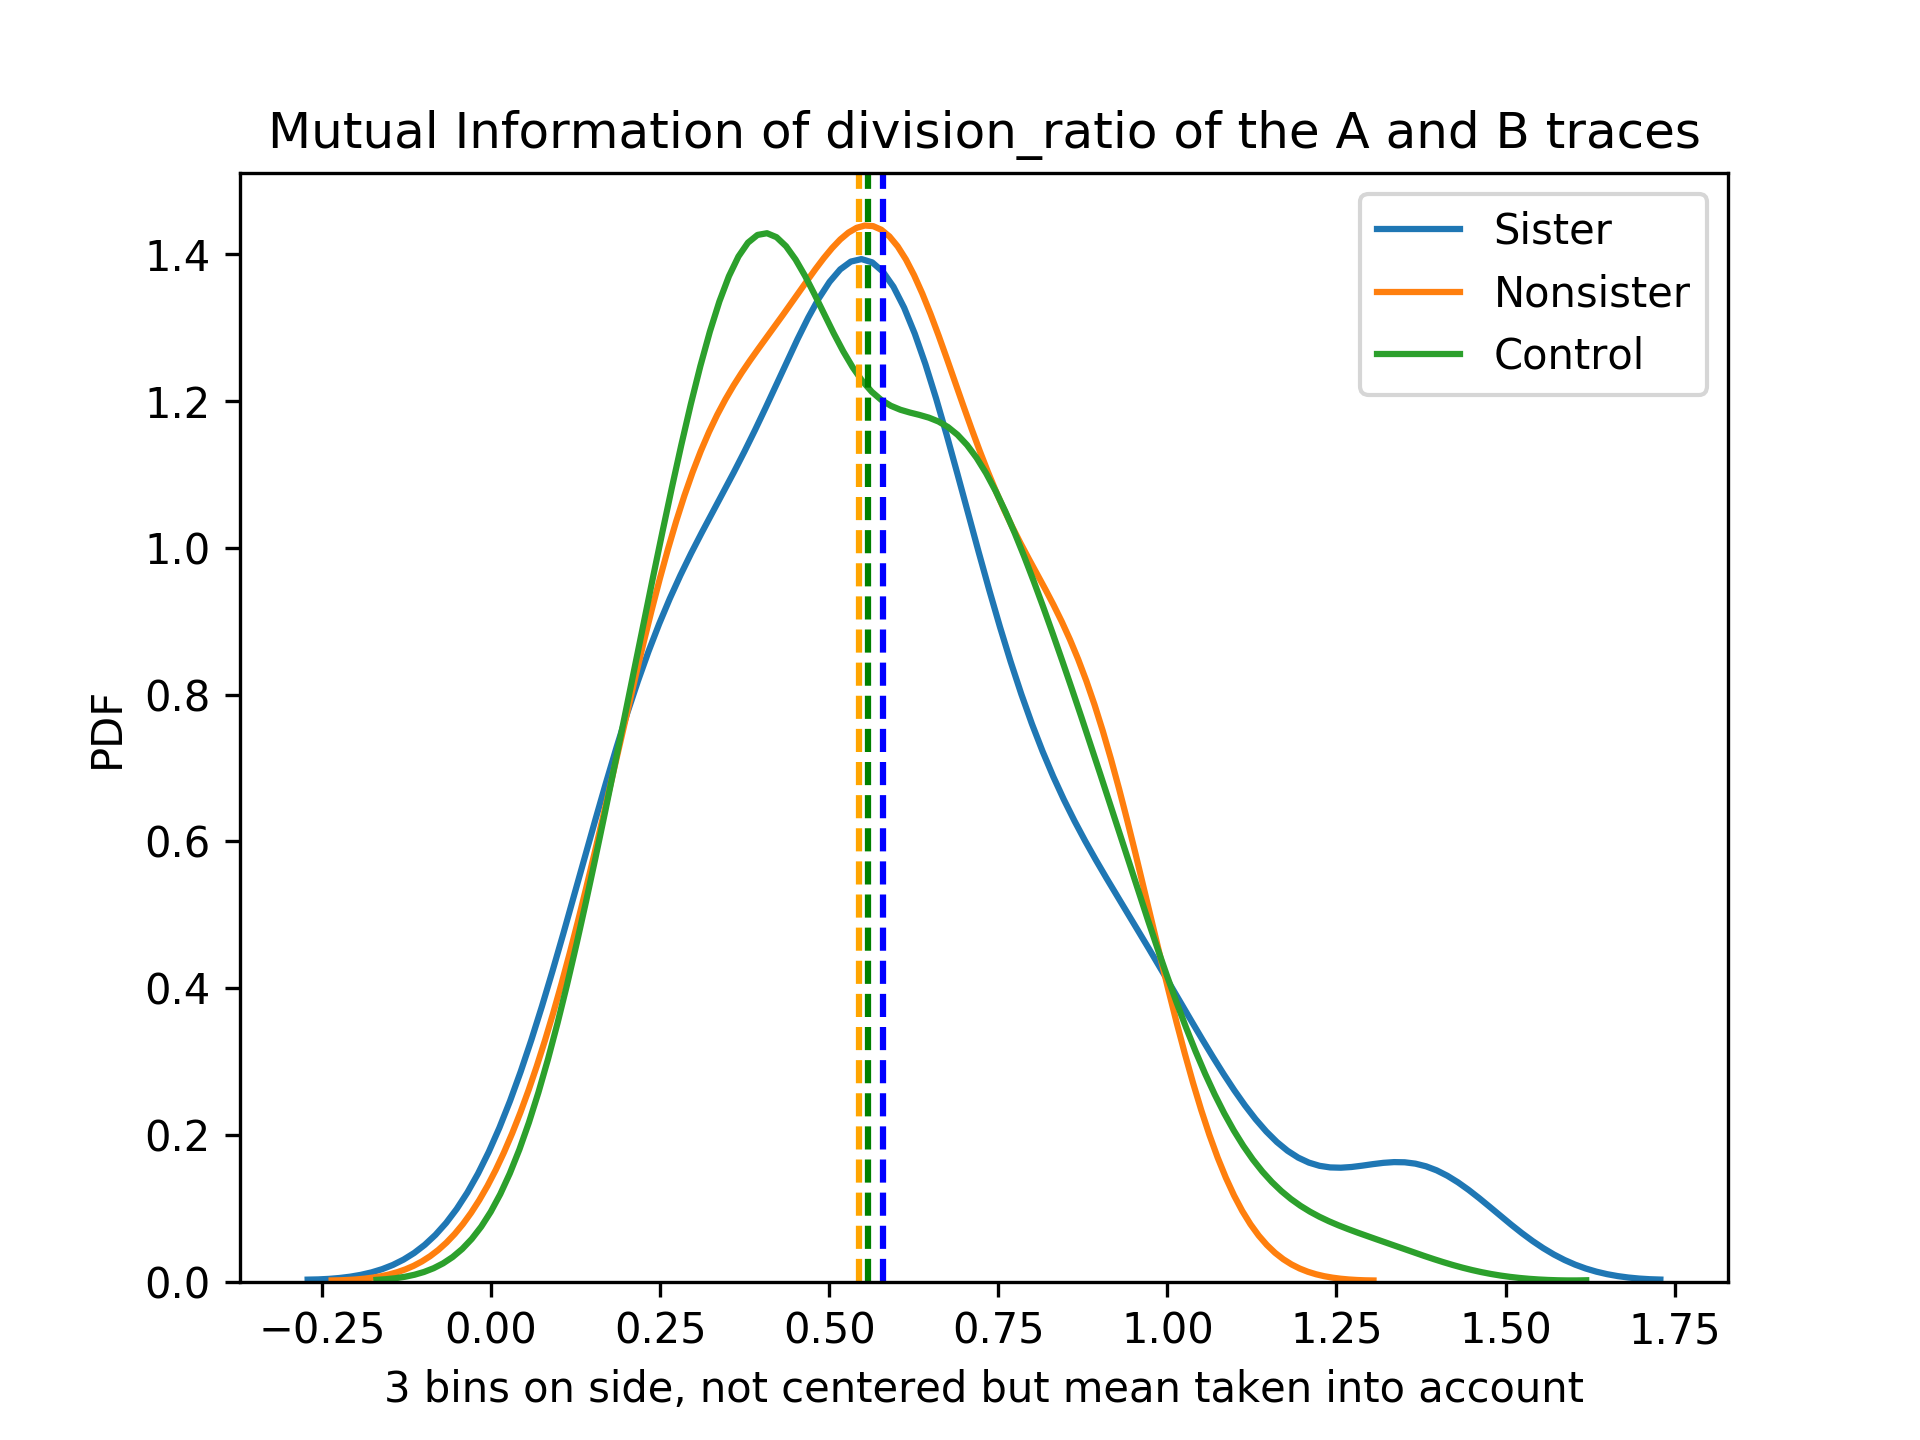 Mutual Information of division_ratio of the A and B traces
Sister
Nonsister
Control
PDF
1.4
1.2
1.0
0.8
0.6
0.4
0.2
0.0
−0.25 0.00 0.25 0.50 0.75 1.00 1.25 1.50 1.75
3 bins on side, not centered but mean taken into account